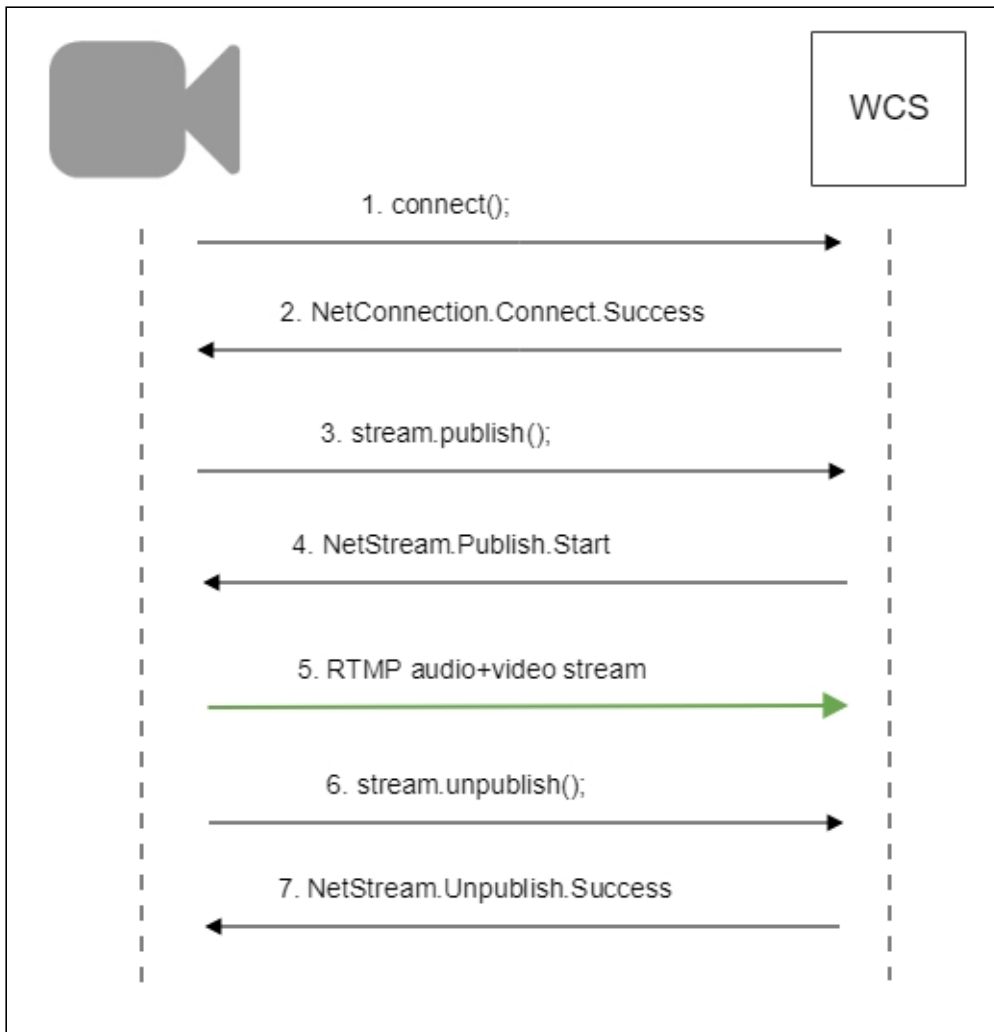 WCS
1. connect();
2. NetConnection.Connect.Success
3. stream.publish();
4. NetStream.Publish.Start
5. RTMP audio+video stream
6. stream.unpublish();
7. NetStream.Unpublish.Success